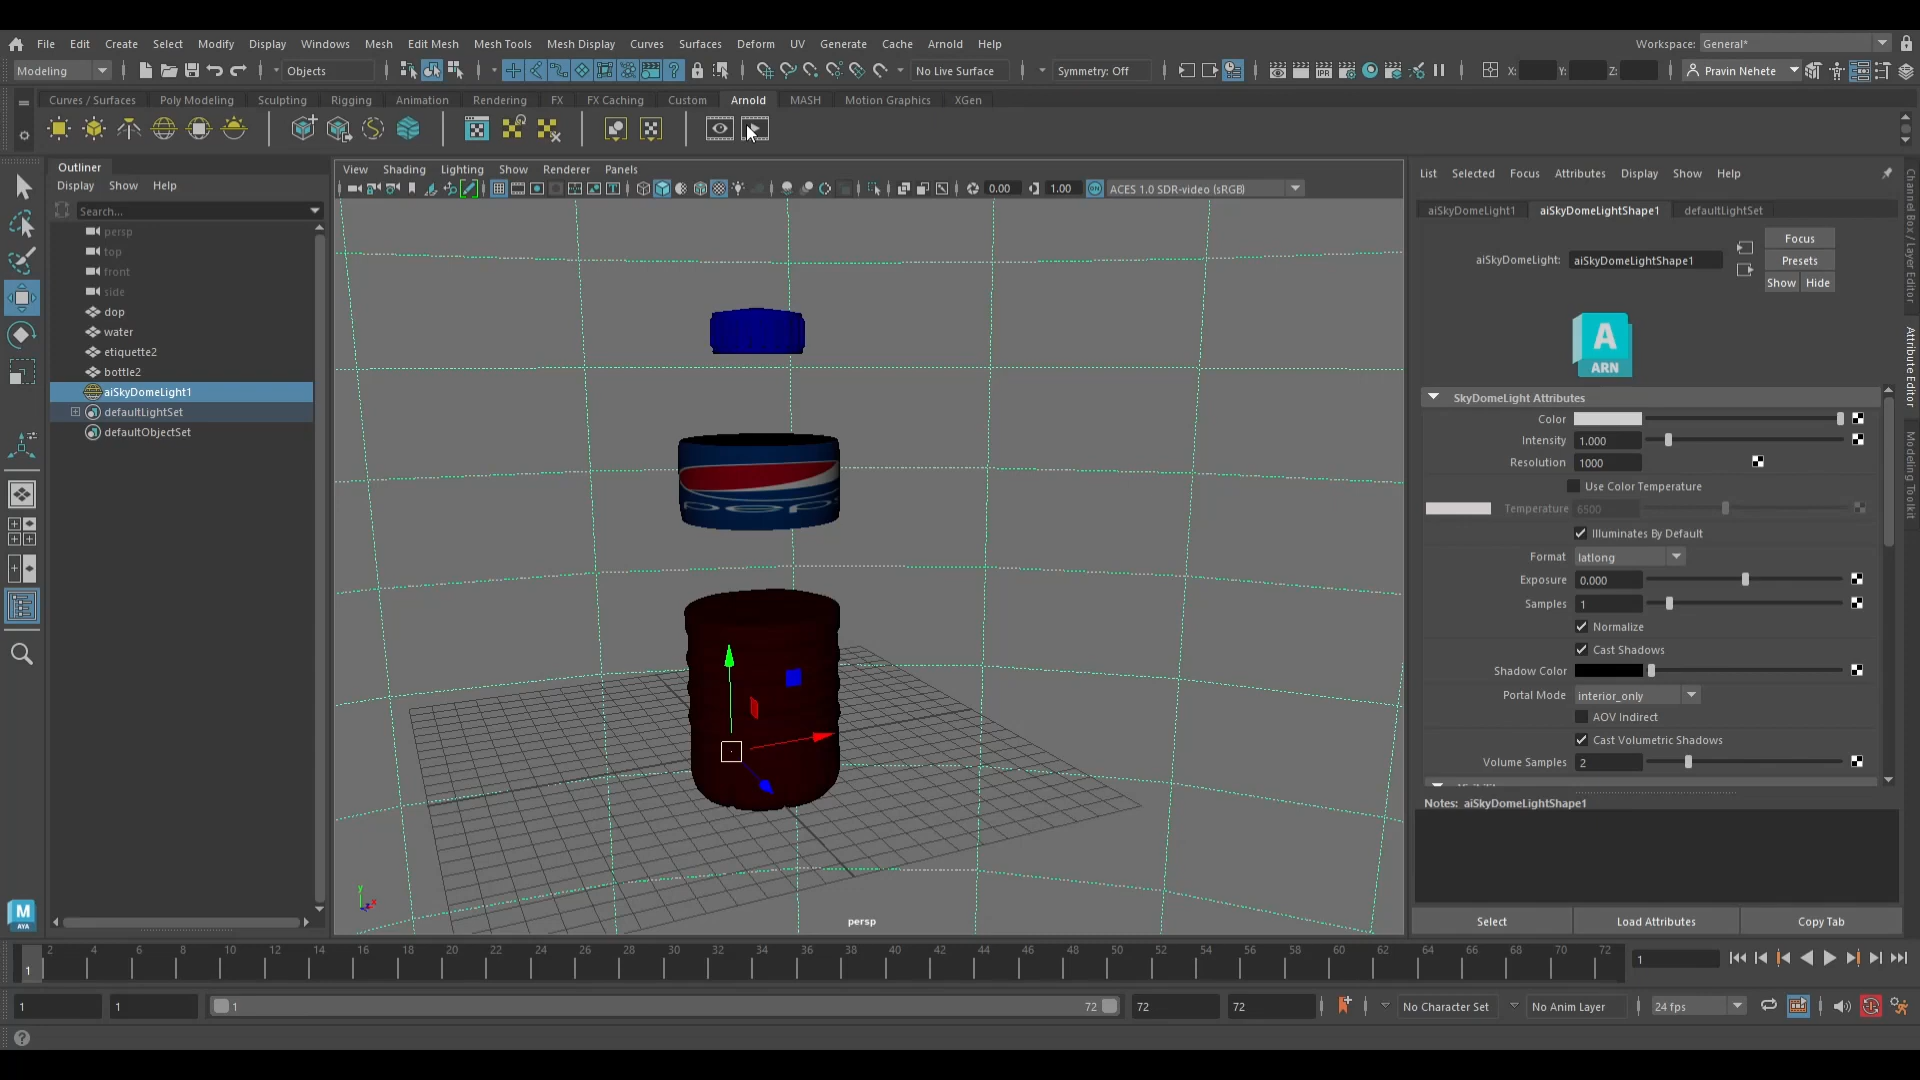 File Edit Create Select Modify Display Windows Mesh Edit Mesh Mesh Tools Mesh Display Curves Surfaces Deform UV Generate Cache Arnold Help Workspace: General*
Modeling Objects No Live Surface Symmetry: Off X: Y: Z: Pravin Nehete
Curves / Surfaces Poly Modeling Sculpting Rigging Animation Rendering FX FX Caching Custom Arnold MASH Motion Graphics XGen
Outliner
Display Show Help
Search...
persp
top
front
side
dop
water
etiquette2
bottle2
aiSkyDomeLight1
defaultLightSet
defaultObjectSet
View Shading Lighting Show Renderer Panels
0.00 1.00 ACES 1.0 SDR-video (sRGB)
persp
List Selected Focus Attributes Display Show Help
aiSkyDomeLight1 aiSkyDomeLightShape1 defaultLightSet
aiSkyDomeLight: aiSkyDomeLightShape1
Focus
Presets
Show Hide
A
ARN
SkyDomeLight Attributes
Color
Intensity 1.000
Resolution 1000
Use Color Temperature
Temperature 6500
Illuminates By Default
Format latlong
Exposure 0.000
Samples 1
Normalize
Cast Shadows
Shadow Color
Portal Mode interior_only
AOV Indirect
Cast Volumetric Shadows
Volume Samples 2
Notes: aiSkyDomeLightShape1
Select Load Attributes Copy Tab
Channel Box / Layer Editor
Attribute Editor
Modeling Toolkit
M
AYA
2 4 6 8 10 12 14 16 18 20 22 24 26 28 30 32 34 36 38 40 42 44 46 48 50 52 54 56 58 60 62 64 66 68 70 72
1 1
1 1 1 72 72 72 No Character Set No Anim Layer 24 fps